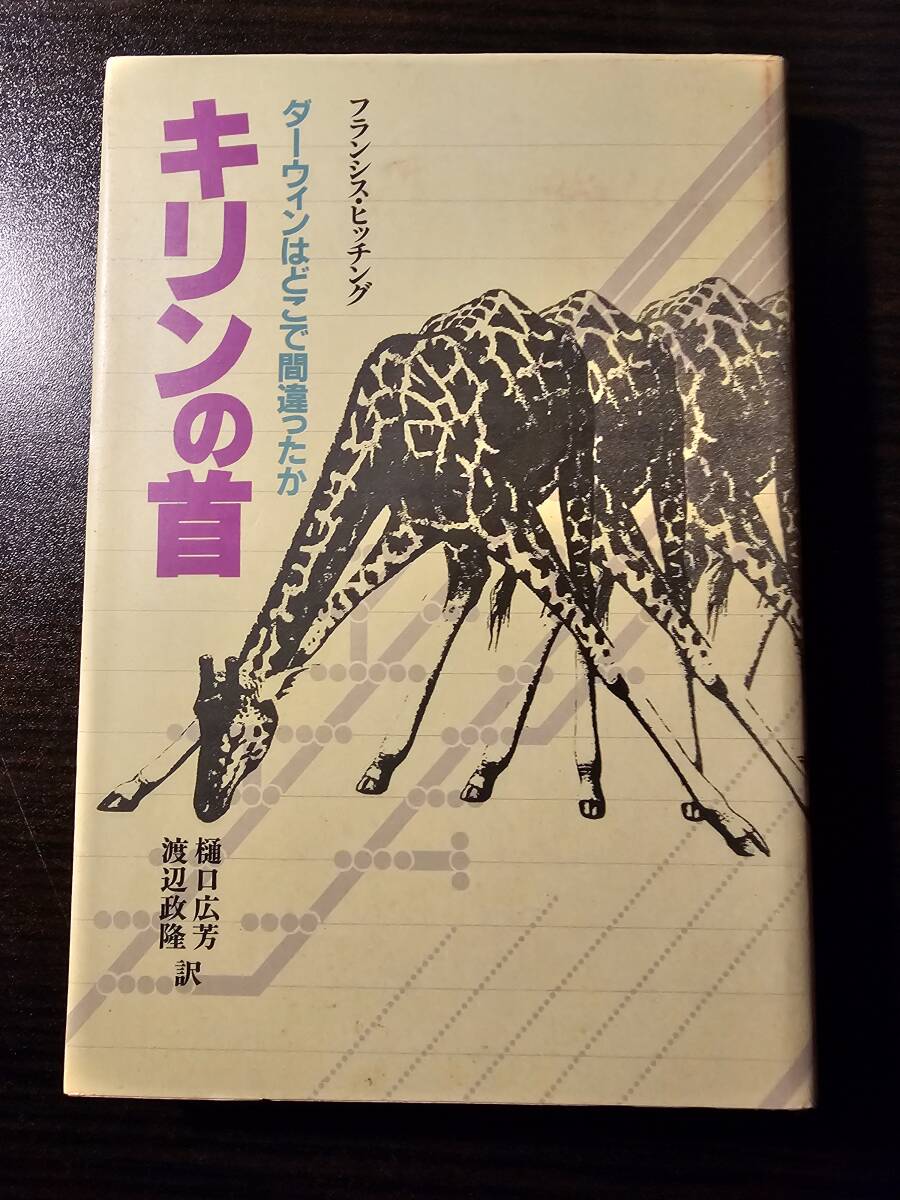 フランシス・ヒッチング
ダーウィンはどこで間違ったか
キリンの首
樋口広芳
渡辺政隆
訳